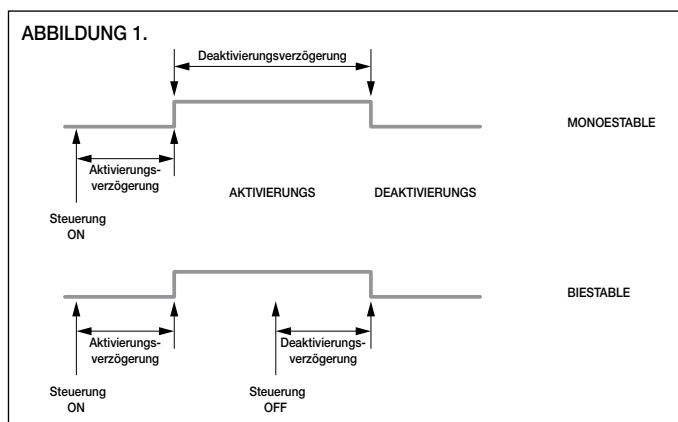 ABBILDUNG 1.
Deaktivierungsverzögerung
MONOESTABLE
Aktivierungs-
verzögerung
AKTIVIERUNGS
DEAKTIVIERUNGS
Steuerung
ON
BIESTABLE
Aktivierungs-
verzögerung
Deaktivierungs-
verzögerung
Steuerung
ON
Steuerung
OFF